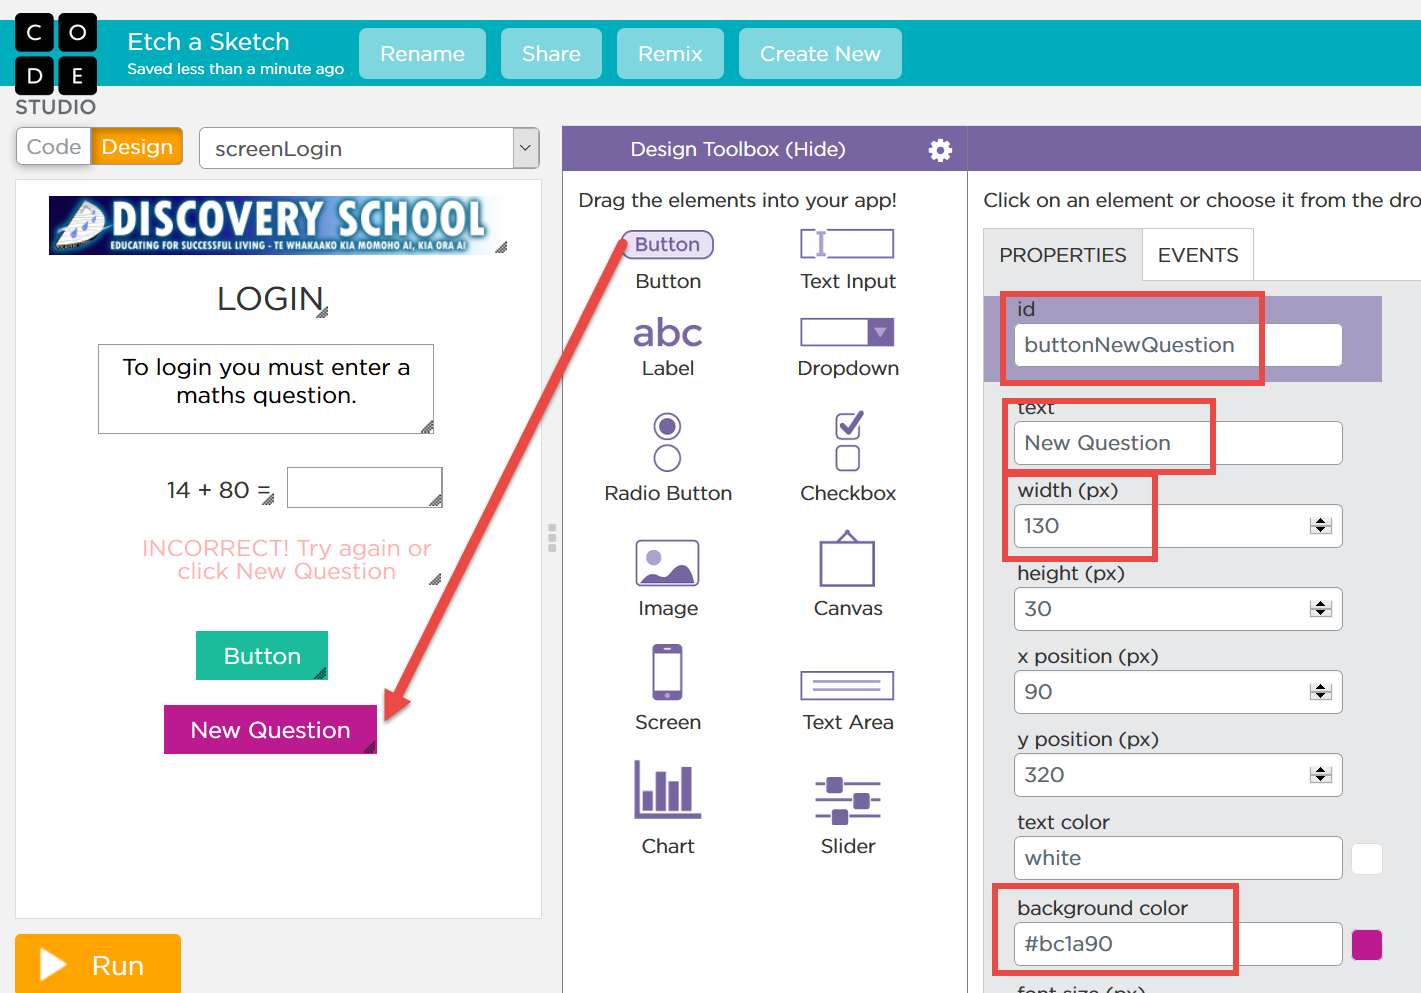 CODE
STUDIO
Etch a Sketch
Saved less than a minute ago
Rename
Share
Remix
Create New
Code
Design
screenLogin
DISCOVERY SCHOOL
EDUCATING FOR SUCCESSFUL LIVING - TE WHAKAAKO KIA MOMOHO AI, KIA ORA AI
LOGIN
To login you must enter a
maths question.
14 + 80 =
INCORRECT! Try again or
click New Question
Button
New Question
Run
Design Toolbox (Hide)
Drag the elements into your app!
Button
Button
Text Input
abc
Label
Dropdown
Radio Button
Checkbox
Image
Canvas
Screen
Text Area
Chart
Slider
Click on an element or choose it from the dro
PROPERTIES
EVENTS
id
buttonNewQuestion
text
New Question
width (px)
130
height (px)
30
x position (px)
90
y position (px)
320
text color
white
background color
#bc1a90
font size (px)